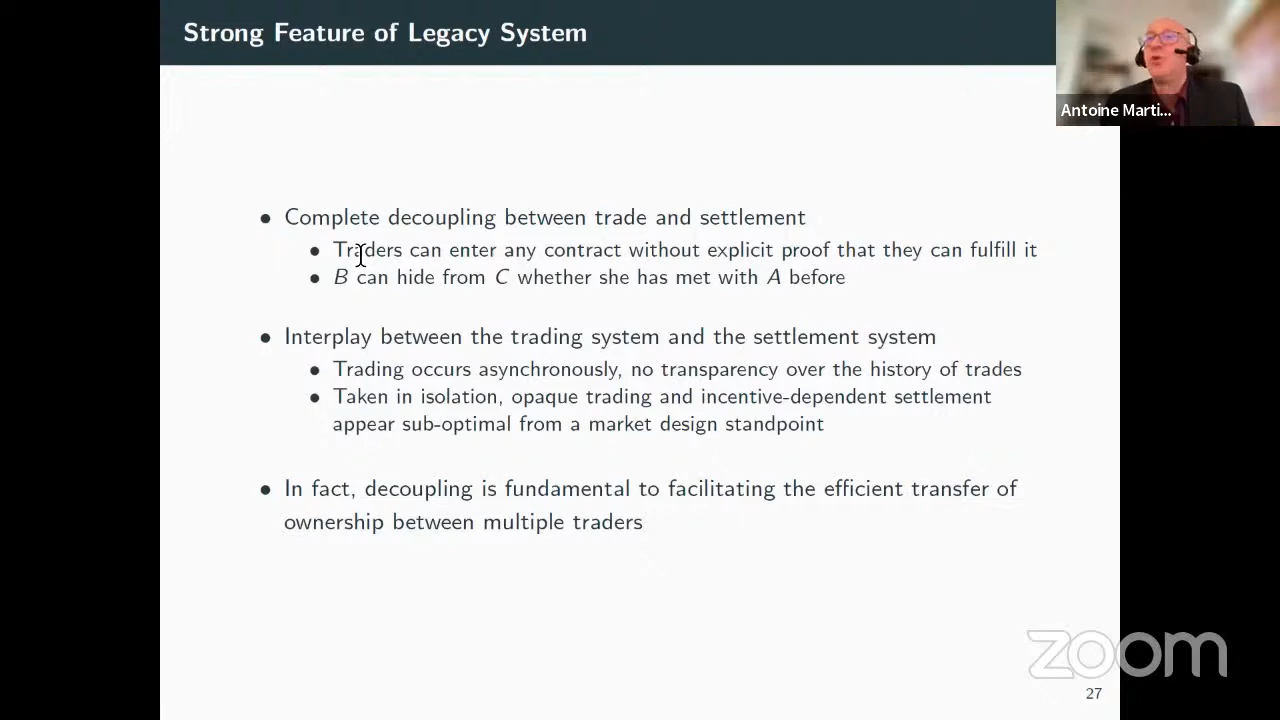 Strong Feature of Legacy System
Antoine Marti...
• Complete decoupling between trade and settlement
• Traders can enter any contract without explicit proof that they can fulfill it
• B can hide from C whether she has met with A before
• Interplay between the trading system and the settlement system
• Trading occurs asynchronously, no transparency over the history of trades
• Taken in isolation, opaque trading and incentive-dependent settlement
appear sub-optimal from a market design standpoint
• In fact, decoupling is fundamental to facilitating the efficient transfer of
ownership between multiple traders
zoom
27